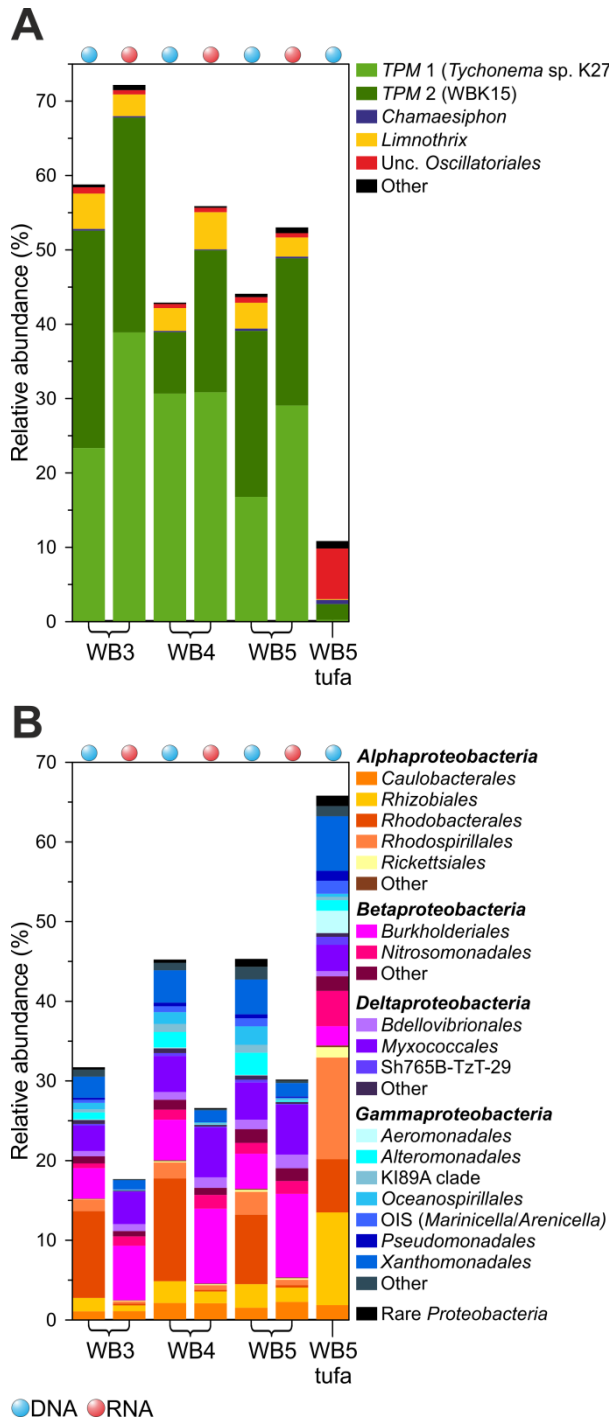 A
TPM 1 (Tychonema sp. K27
TPM 2 (WBK15)
Chamaesiphon
Limnothrix
Unc. Oscillatoriales
Other
Relative abundance (%)
70
60
50
40
30
20
10
0
WB3 WB4 WB5 WB5
tufa
B
Alphaproteobacteria
Caulobacterales
Rhizobiales
Rhodobacterales
Rhodospirillales
Rickettsiales
Other
Betaproteobacteria
Burkholderiales
Nitrosomonadales
Other
Deltaproteobacteria
Bdellovibrionales
Myxococcales
Sh765B-TzT-29
Other
Gammaproteobacteria
Aeromonadales
Alteromonadales
KI89A clade
Oceanospirillales
OIS (Marinicella/Arenicella)
Pseudomonadales
Xanthomonadales
Other
Rare Proteobacteria
Relative abundance (%)
70
60
50
40
30
20
10
0
WB3 WB4 WB5 WB5
tufa
DNA RNA